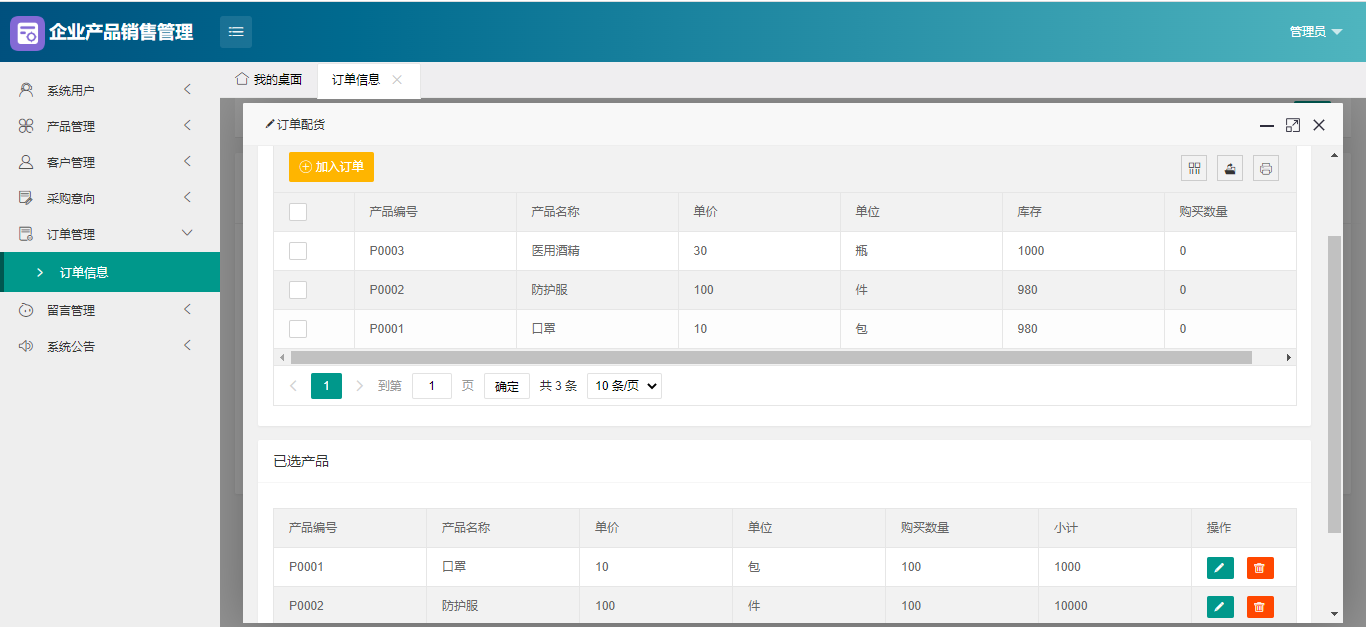 企业产品销售管理
管理员
系统用户
产品管理
客户管理
采购意向
订单管理
订单信息
留言管理
系统公告
我的桌面 订单信息
订单配货
加入订单
产品编号 产品名称 单价 单位 库存 购买数量
P0003 医用酒精 30 瓶 1000 0
P0002 防护服 100 件 980 0
P0001 口罩 10 包 980 0
1 到第 1 页 确定 共 3 条 10 条/页
已选产品
产品编号 产品名称 单价 单位 购买数量 小计 操作
P0001 口罩 10 包 100 1000
P0002 防护服 100 件 100 10000